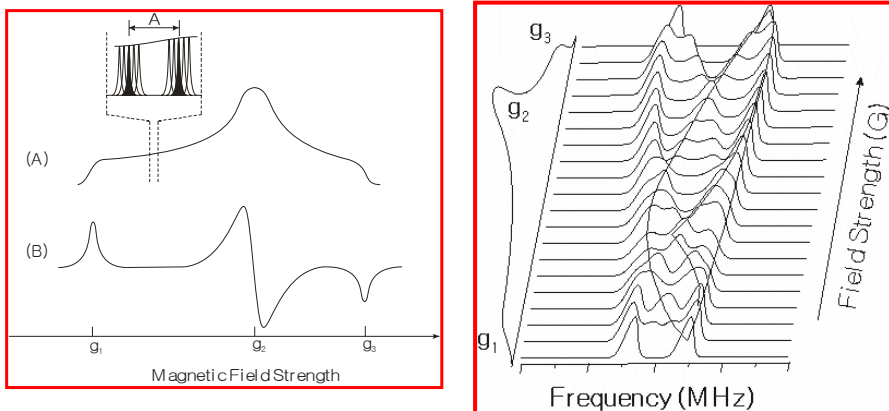 A
(A)
(B)
g1
g2
g3
Magnetic Field Strength
g3
g2
g1
Field Strength (G)
Frequency (MHz)